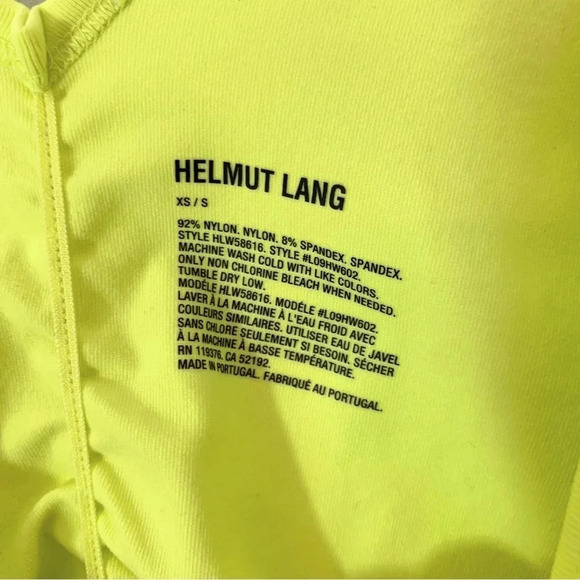 HELMUT LANG
XS / S
92% NYLON. NYLON. 8% SPANDEX. SPANDEX.
STYLE HLW58616. STYLE #L09HW602.
MACHINE WASH COLD WITH LIKE COLORS.
ONLY NON CHLORINE BLEACH WHEN NEEDED.
TUMBLE DRY LOW.
MODÉLE HLW58616. MODÉLE #L09HW602.
LAVER À LA MACHINE À L'EAU FROID AVEC
COULEURS SIMILAIRES. UTILISER EAU DE JAVEL
SANS CHLORE SEULEMENT SI BESOIN. SÉCHER
À LA MACHINE À BASSE TEMPÉRATURE.
RN 119376. CA 52192.
MADE IN PORTUGAL. FABRIQUÉ AU PORTUGAL.